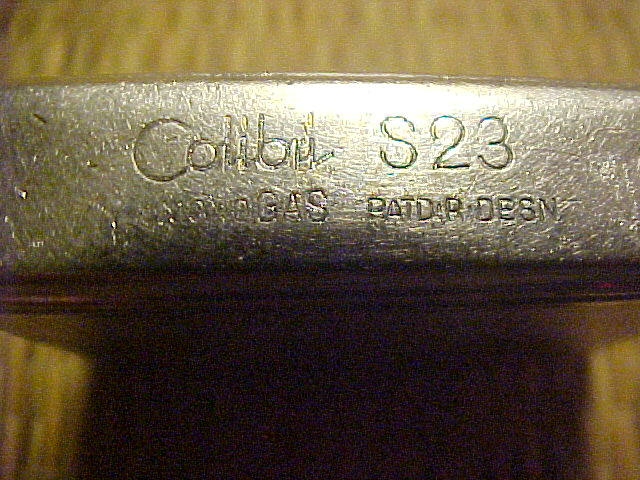 Colibri S23
GAS PATD.R.DESN